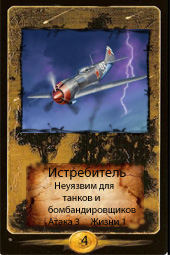 Истребитель
Неуязвим для
танков и
бомбандировщиков
Атака 3 Жизни 1
4